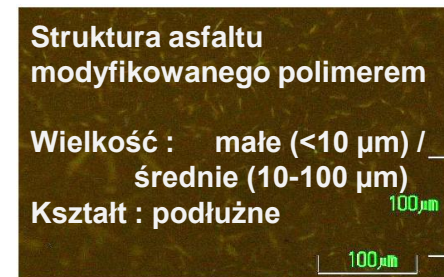 Struktura asfaltu
modyfikowanego polimerem
Wielkość : małe (<10 µm) /
średnie (10-100 µm)
Kształt : podłużne
100µm
100µm